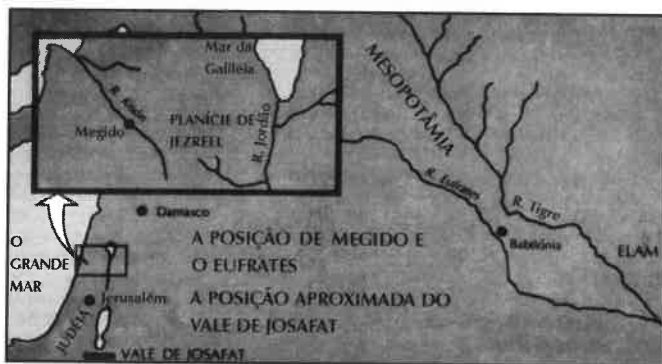 Mar da
Galiléia
R. Kisón
Megido
PLANÍCIE DE
JEZREEL
R. Jordão
MESOPOTÂMIA
R. Eufrates
R. Tigre
Babilônia
ELAM
Damasco
O
GRANDE
MAR
A POSIÇÃO DE MEGIDO E
O EUFRATES
Jerusalém
JUDÉIA
A POSIÇÃO APROXIMADA DO
VALE DE JOSAFAT
VALE DE JOSAFAT